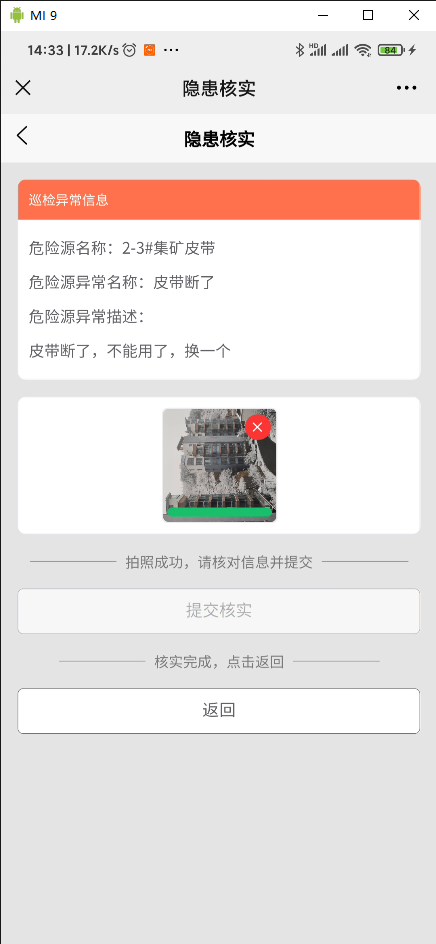 MI 9
14:33 | 17.2K/s
HD
84
隐患核实
隐患核实
巡检异常信息
危险源名称：2-3#集矿皮带
危险源异常名称：皮带断了
危险源异常描述：
皮带断了，不能用了，换一个
拍照成功，请核对信息并提交
提交核实
核实完成，点击返回
返回